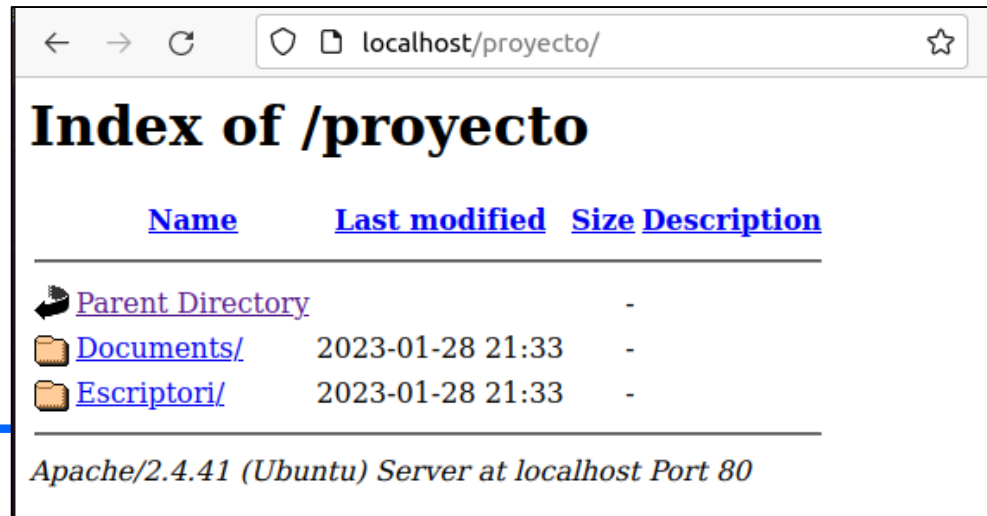 localhost/proyecto/
Index of /proyecto
Name Last modified Size Description
Parent Directory -
Documents/ 2023-01-28 21:33 -
Escriptori/ 2023-01-28 21:33 -
Apache/2.4.41 (Ubuntu) Server at localhost Port 80